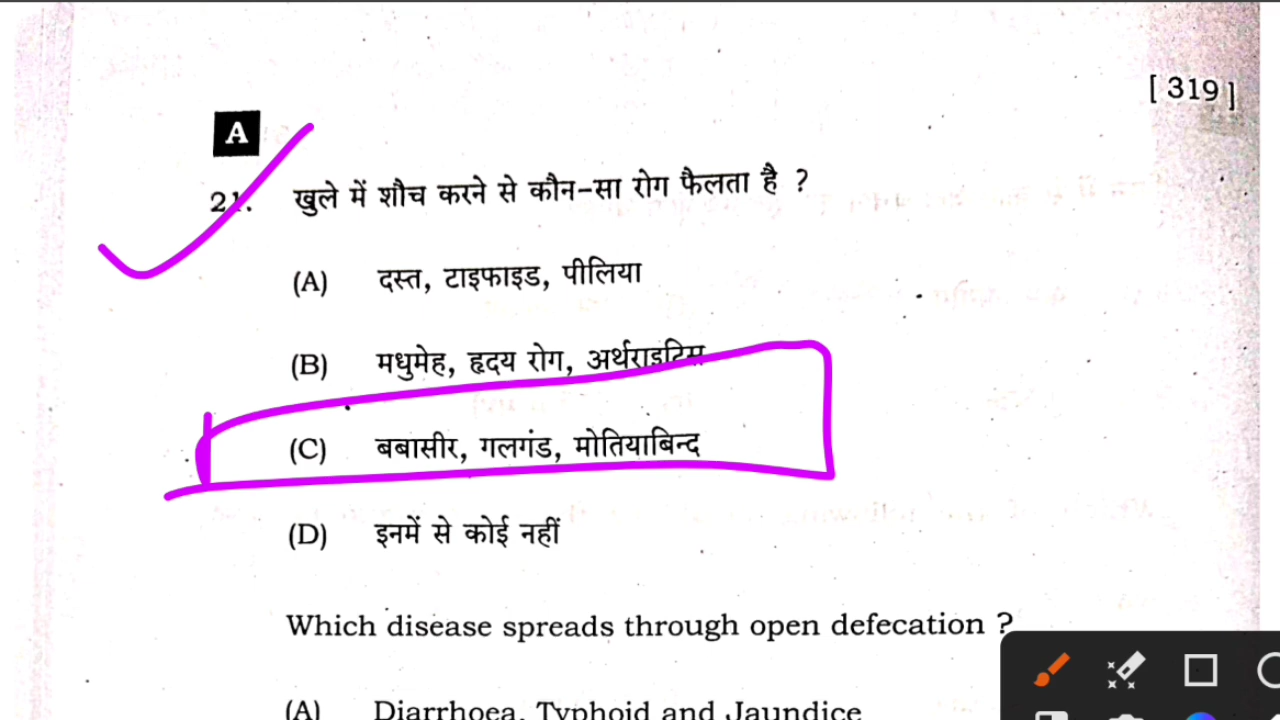 [ 319 ]
A
21. खुले में शौच करने से कौन-सा रोग फैलता है ?
(A) दस्त, टाइफाइड, पीलिया
(B) मधुमेह, हृदय रोग, अर्थराइटिस
(C) बबासीर, गलगंड, मोतियाबिन्द
(D) इनमें से कोई नहीं
Which disease spreads through open defecation ?
(A) Diarrhoea, Typhoid and Jaundice